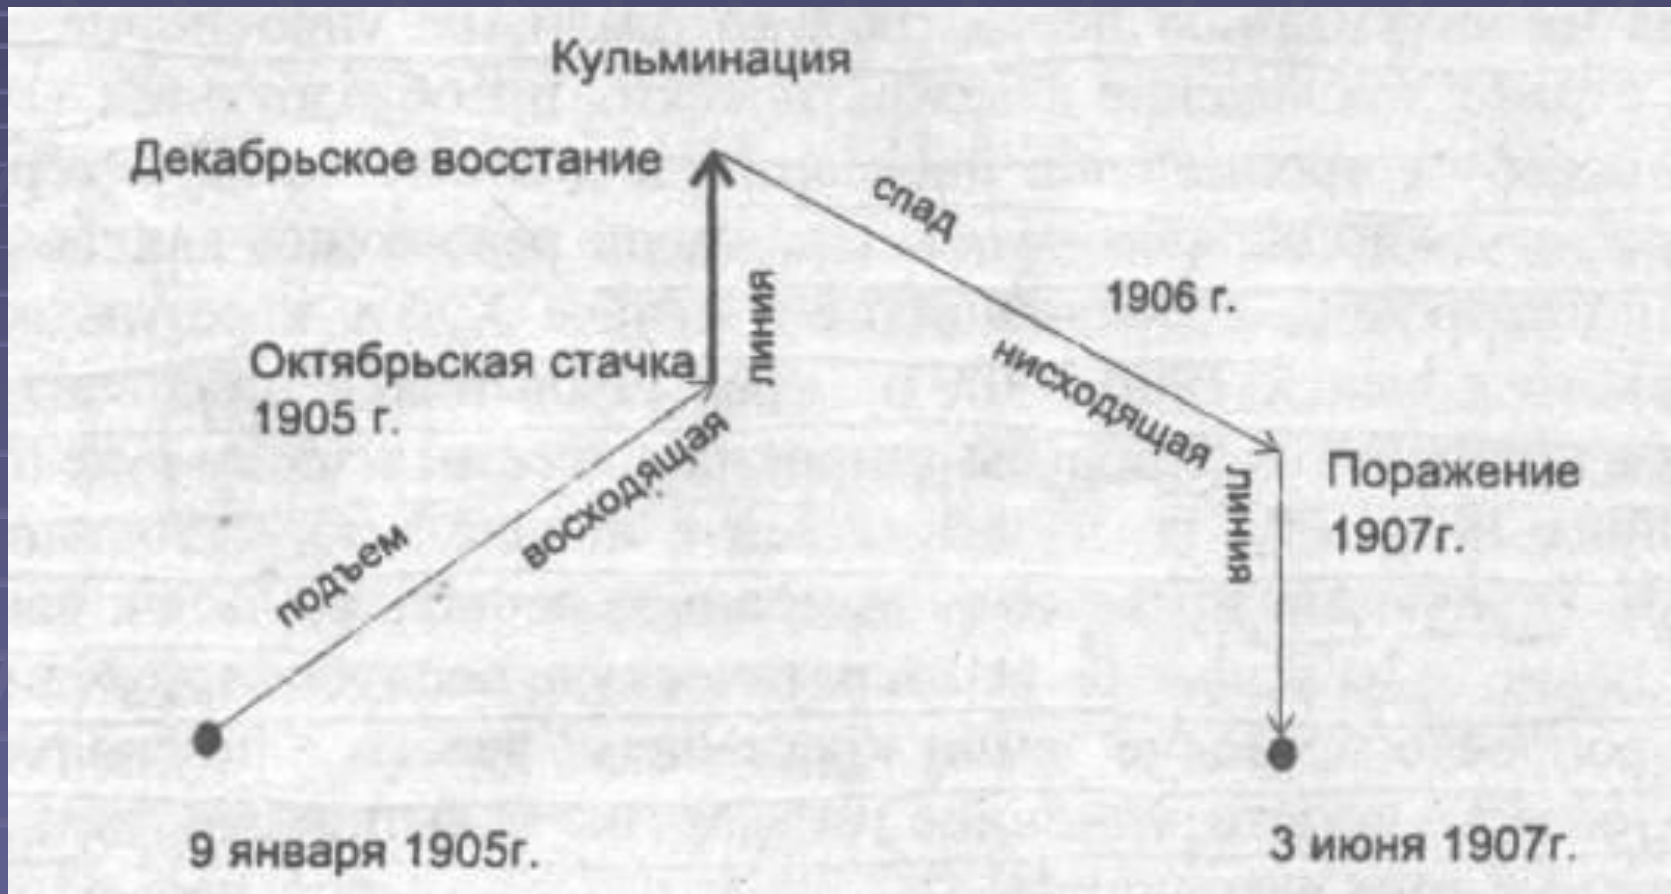 Кульминация
Декабрьское восстание
спад
линия
1906 г.
Октябрьская стачка
1905 г.
восходящая
нисходящая
линия
Поражение
1907г.
подъем
9 января 1905г.
3 июня 1907г.